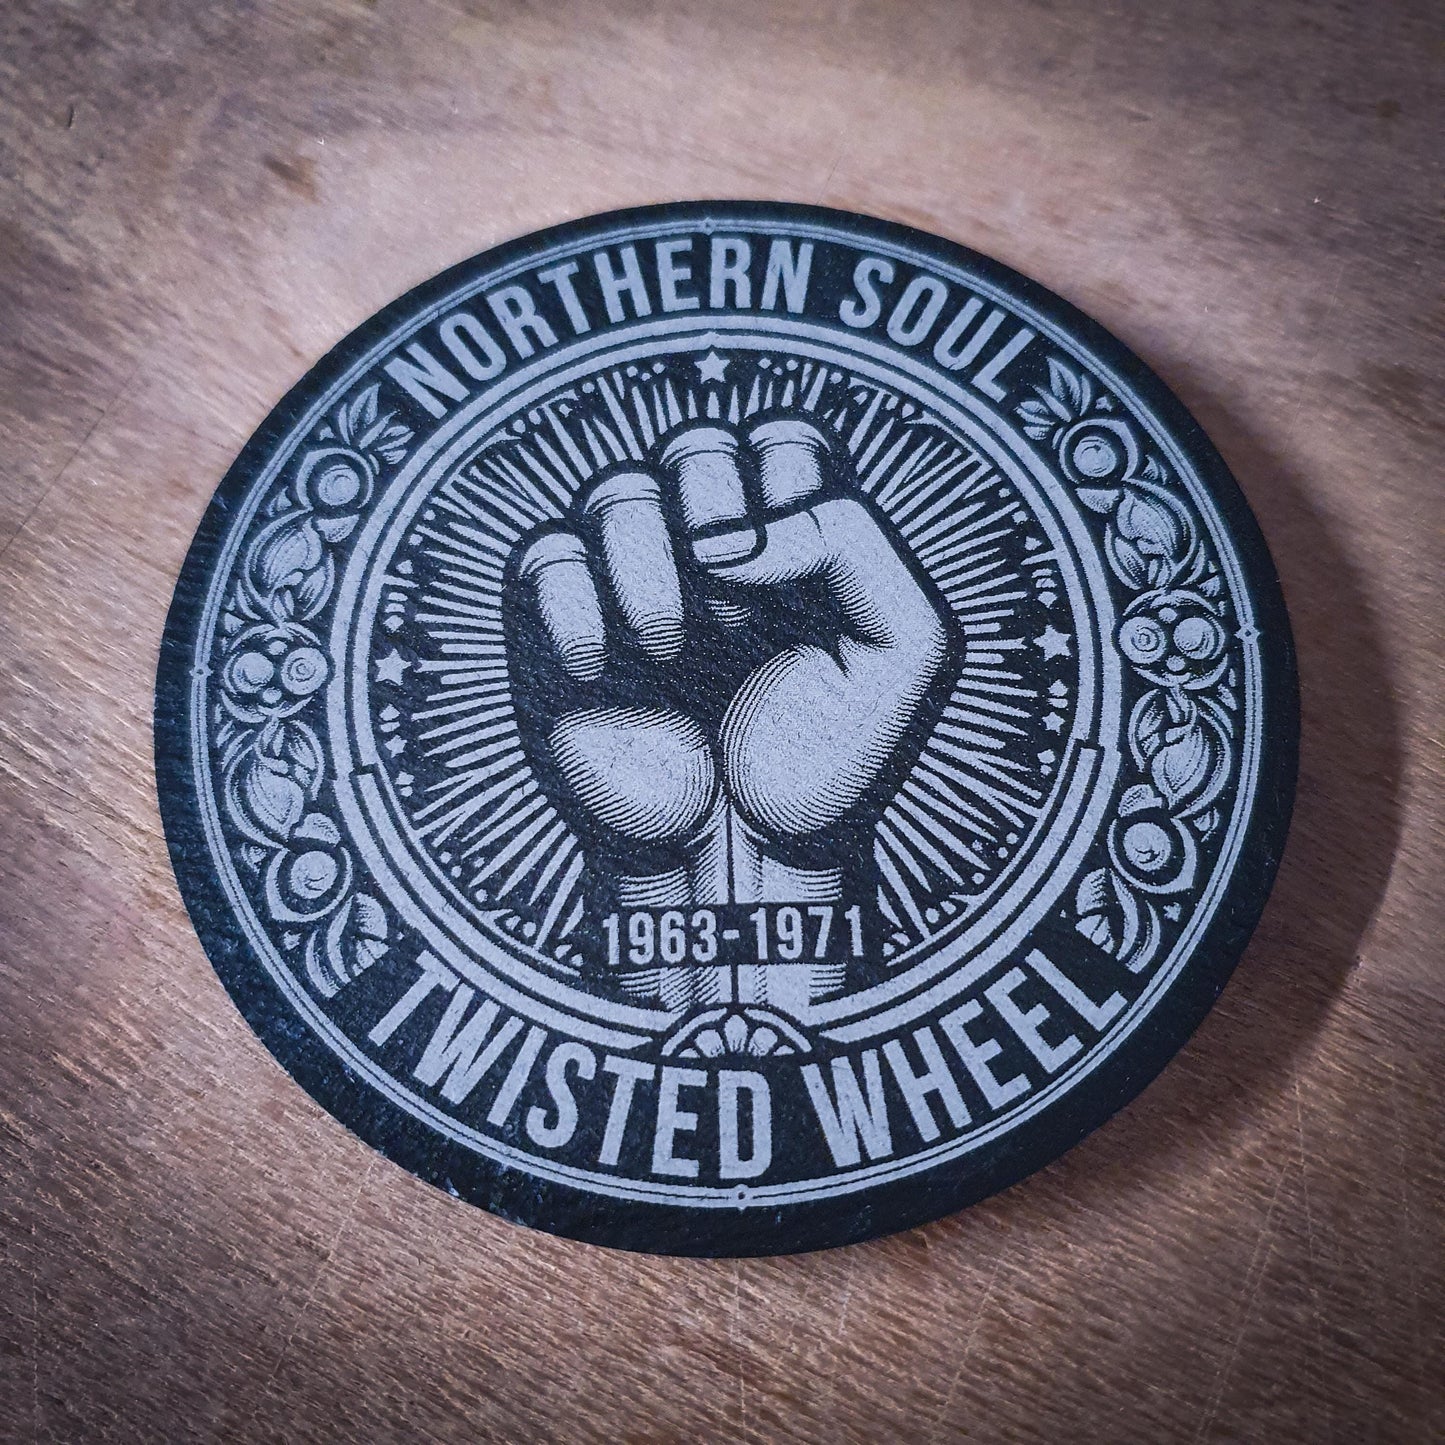 NORTHERN SOUL
1963-1971
TWISTED WHEEL